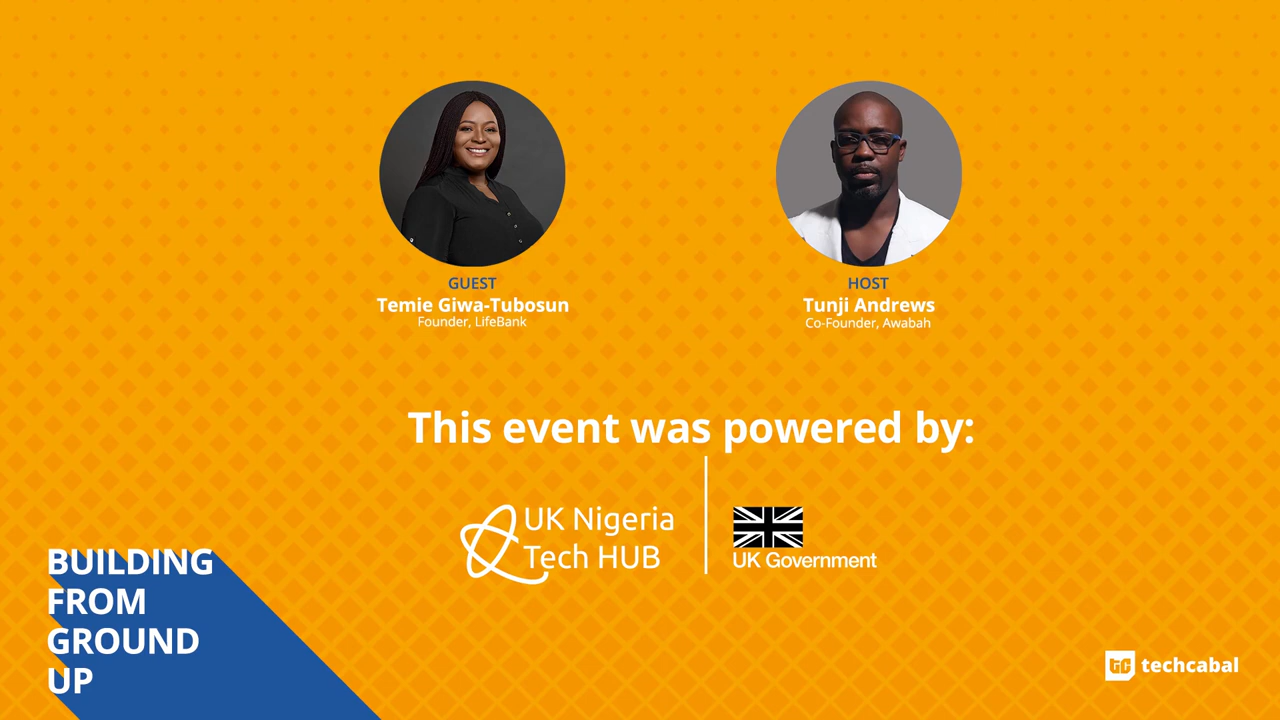 GUEST
Temie Giwa-Tubosun
Founder, LifeBank
HOST
Tunji Andrews
Co-Founder, Awabah
This event was powered by:
UK Nigeria
Tech HUB
UK Government
BUILDING
FROM
GROUND
UP
TC techcabal